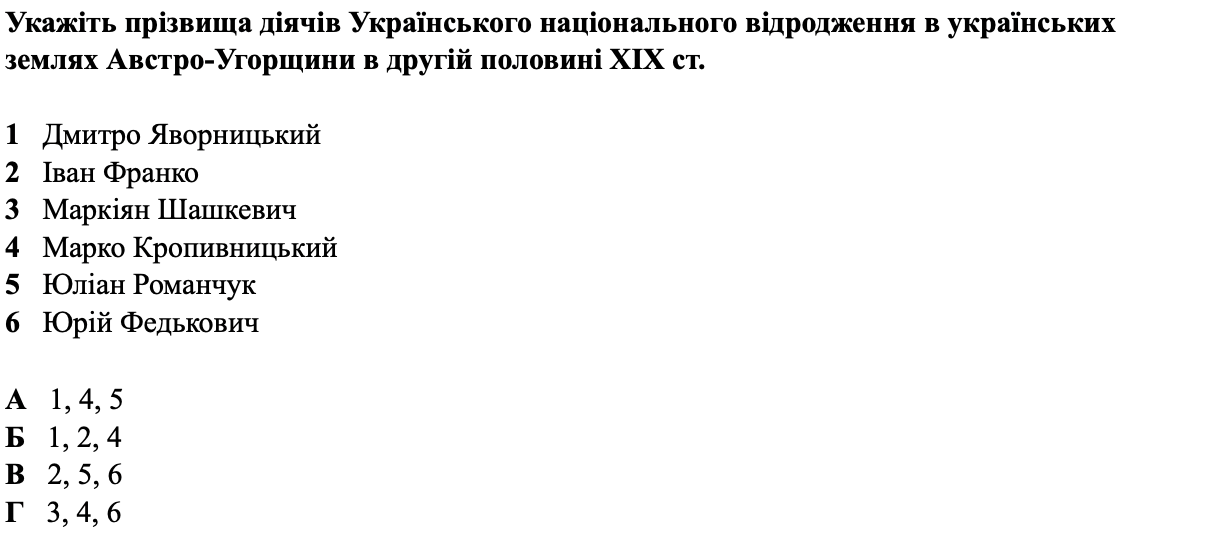 Укажіть прізвища діячів Українського національного відродження в українських
землях Австро-Угорщини в другій половині XIX ст.
1 Дмитро Яворницький
2 Іван Франко
3 Маркіян Шашкевич
4 Марко Кропивницький
5 Юліан Романчук
6 Юрій Федькович
А 1, 4, 5
Б 1, 2, 4
В 2, 5, 6
Г 3, 4, 6